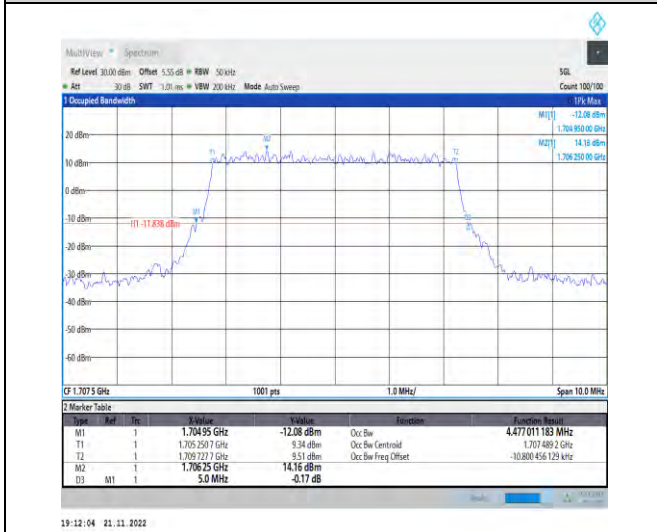 MultiView Spectrum
Ref Level 30.00 dBm Offset 5.55 dB RBW 50 kHz SGL
Att 30 dB SWT 1.01 ms VBW 200 kHz Mode Auto Sweep Count 100/100
1 Occupied Bandwidth 1Pk Max
M1[1] -12.08 dBm
1.704 950 00 GHz
M2[1] 14.16 dBm
1.706 250 00 GHz
20 dBm
M2
T1 T2
10 dBm
0 dBm
M1
-10 dBm
H1 -11.836 dBm
-20 dBm
-30 dBm
-40 dBm
-50 dBm
-60 dBm
CF 1.707 5 GHz 1001 pts 1.0 MHz/ Span 10.0 MHz
2 Marker Table
Type Ref Trc X-Value Y-Value Function Function Result
M1 1 1.704 95 GHz -12.08 dBm Occ Bw 4.477 011 183 MHz
T1 1 1.705 250 7 GHz 9.34 dBm Occ Bw Centroid 1.707 489 2 GHz
T2 1 1.709 727 7 GHz 9.51 dBm Occ Bw Freq Offset -10.800 456 129 kHz
M2 1 1.706 25 GHz 14.16 dBm
D3 M1 1 5.0 MHz -0.17 dB
19:12:04 21.11.2022